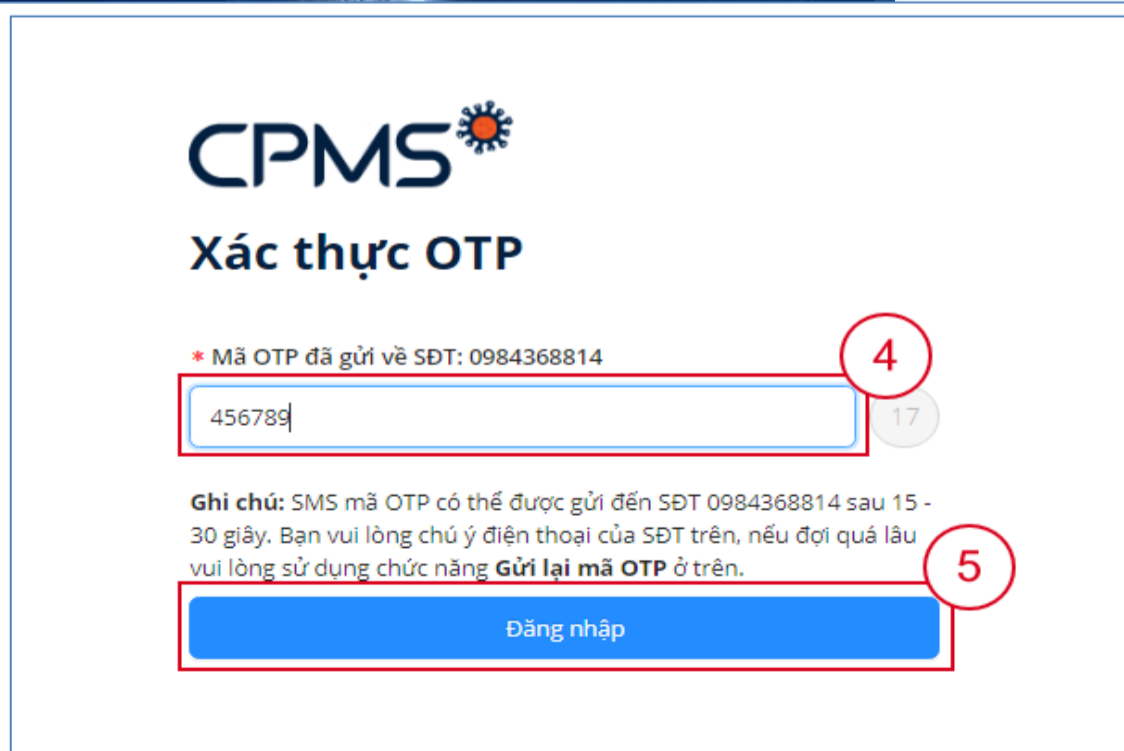 CPMS
Xác thực OTP
* Mã OTP đã gửi về SĐT: 0984368814
4
456789
17
Ghi chú: SMS mã OTP có thể được gửi đến SĐT 0984368814 sau 15 -
30 giây. Bạn vui lòng chú ý điện thoại của SĐT trên, nếu đợi quá lâu
vui lòng sử dụng chức năng Gửi lại mã OTP ở trên.
5
Đăng nhập